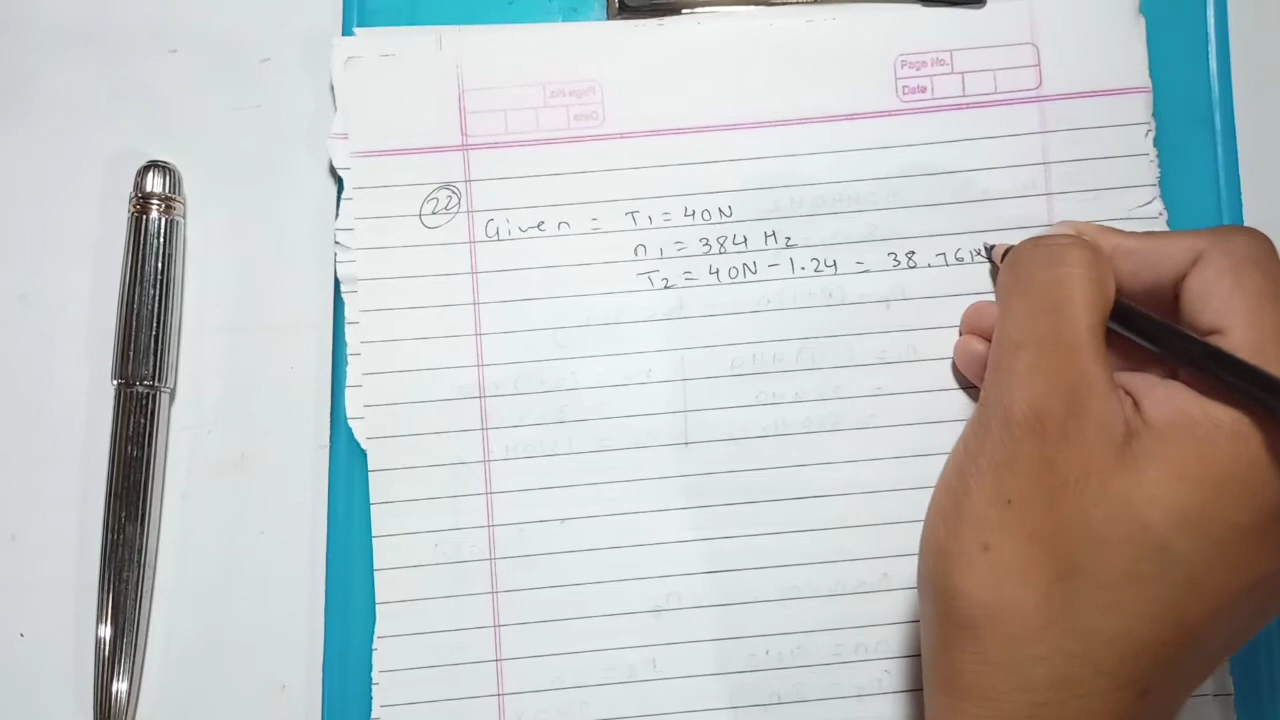 Page No.
Date
22
Given = T₁ = 40N
n₁ = 384 Hz
T₂ = 40N - 1.24 = 38.76